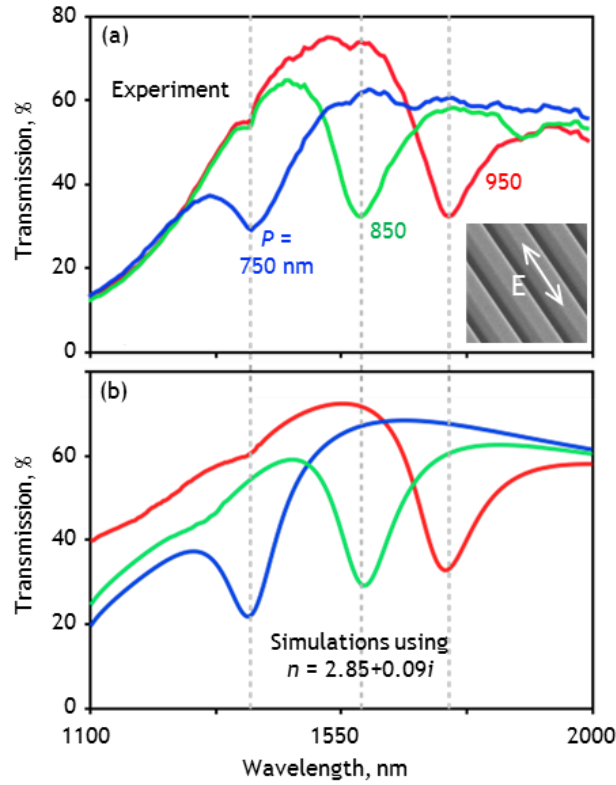 (a)
80
Experiment
60
40
20
0
Transmission, %
P =
750 nm
850
950
E
(b)
60
40
20
0
Transmission, %
Simulations using
n = 2.85+0.09i
1100
1550
2000
Wavelength, nm